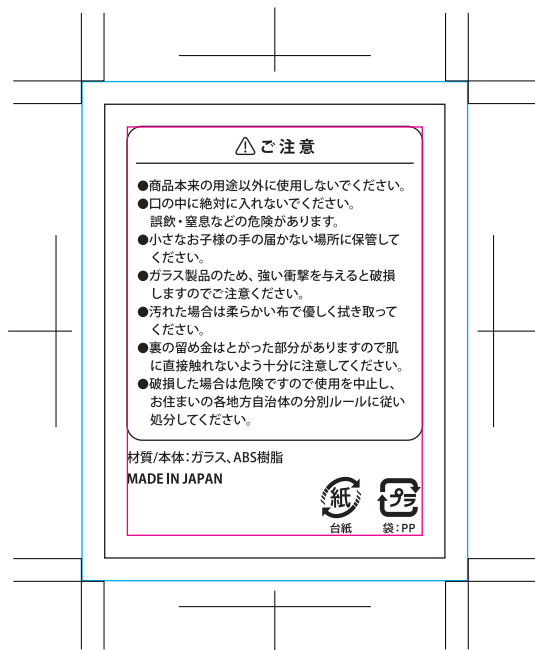 ⚠ご注意
●商品本来の用途以外に使用しないでください。
●口の中に絶対に入れないでください。
誤飲・窒息などの危険があります。
●小さなお子様の手の届かない場所に保管して
ください。
●ガラス製品のため、強い衝撃を与えると破損
しますのでご注意ください。
●汚れた場合は柔らかい布で優しく拭き取って
ください。
●裏の留め金はとがった部分がありますので肌
に直接触れないよう十分に注意してください。
●破損した場合は危険ですので使用を中止し、
お住まいの各地方自治体の分別ルールに従い
処分してください。
材質/本体:ガラス、ABS樹脂
MADE IN JAPAN
紙 プラ
台紙 袋:PP